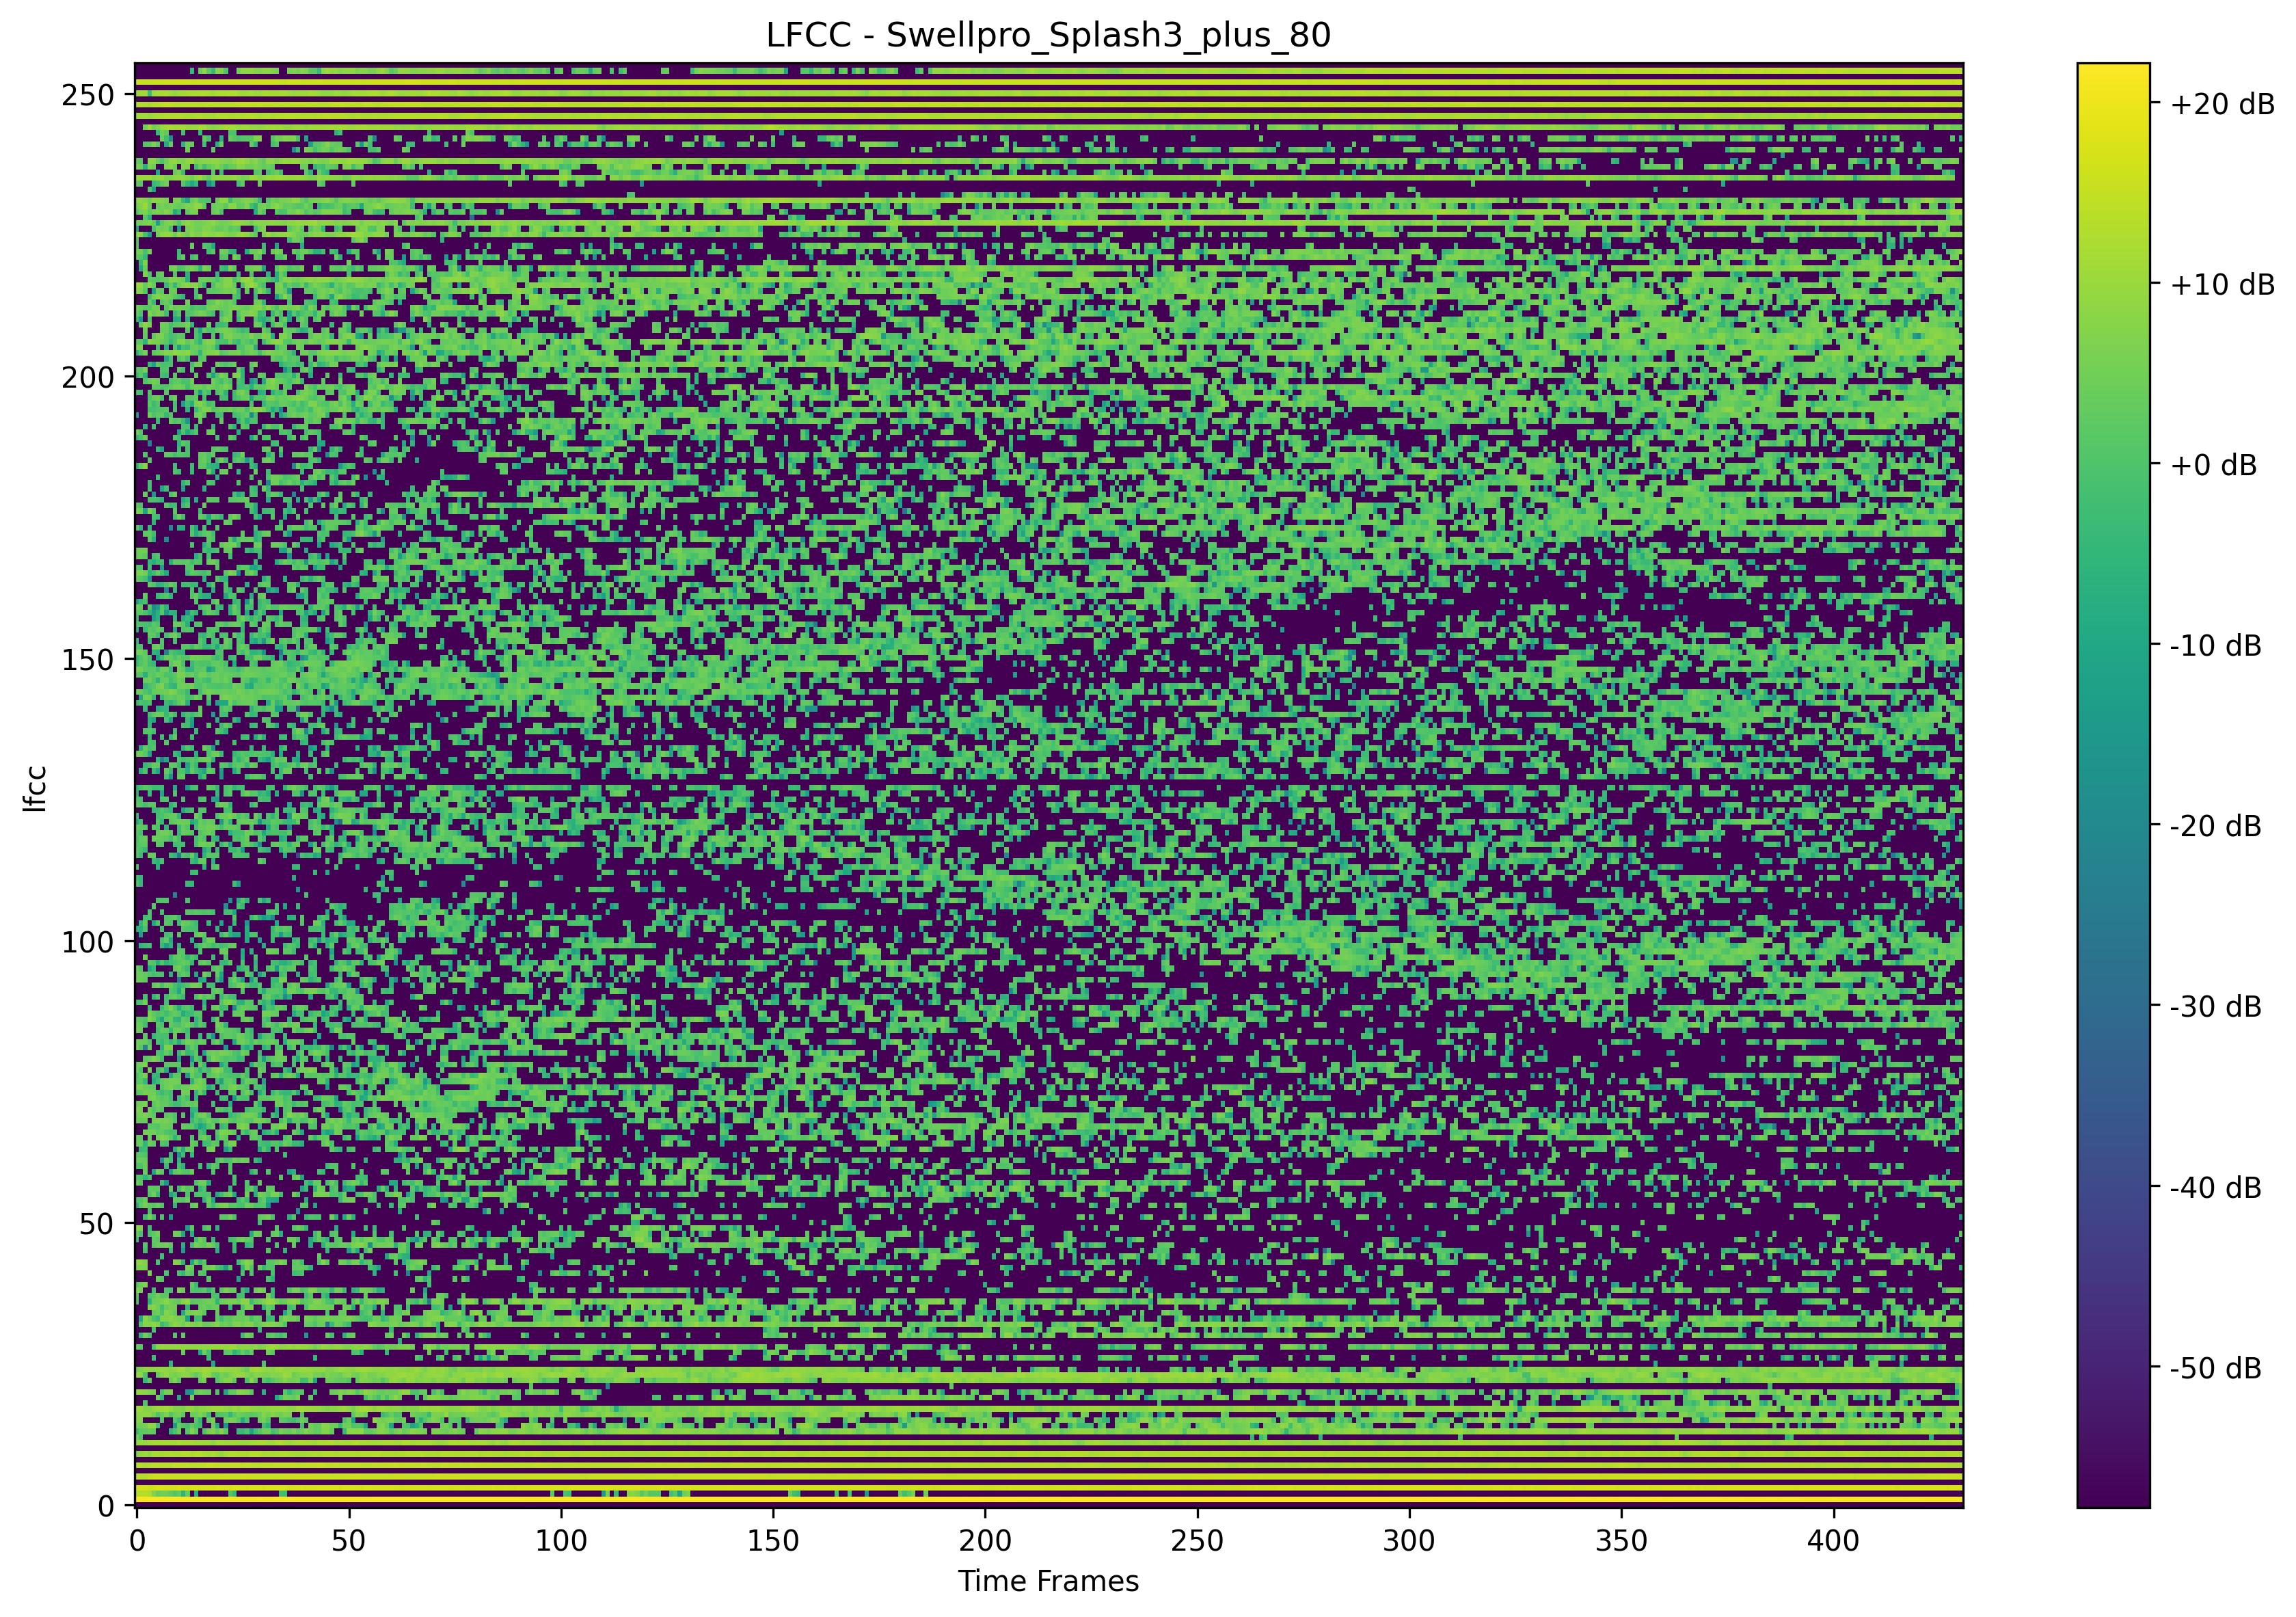 LFCC - Swellpro_Splash3_plus_80
250
200
150
100
50
0
lfcc
0 50 100 150 200 250 300 350 400
Time Frames
+20 dB
+10 dB
+0 dB
-10 dB
-20 dB
-30 dB
-40 dB
-50 dB